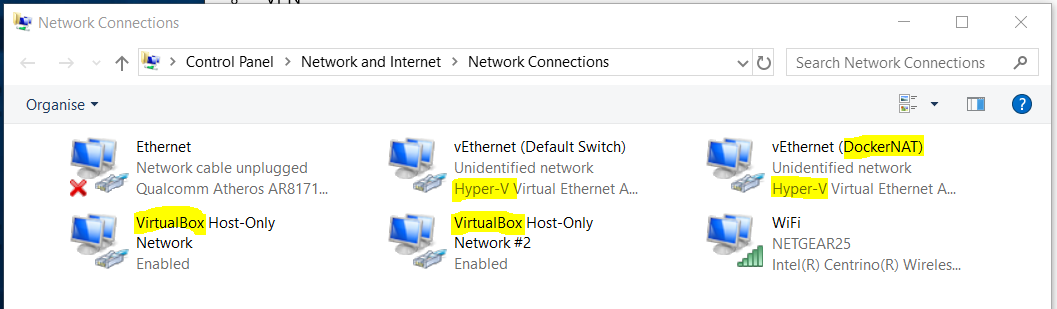 VPN
Network Connections
Control Panel Network and Internet Network Connections
Search Network Connections
Organise
Ethernet
Network cable unplugged
Qualcomm Atheros AR8171...
vEthernet (Default Switch)
Unidentified network
Hyper-V Virtual Ethernet A...
vEthernet (DockerNAT)
Unidentified network
Hyper-V Virtual Ethernet A...
VirtualBox Host-Only
Network
Enabled
VirtualBox Host-Only
Network #2
Enabled
WiFi
NETGEAR25
Intel(R) Centrino(R) Wireles...